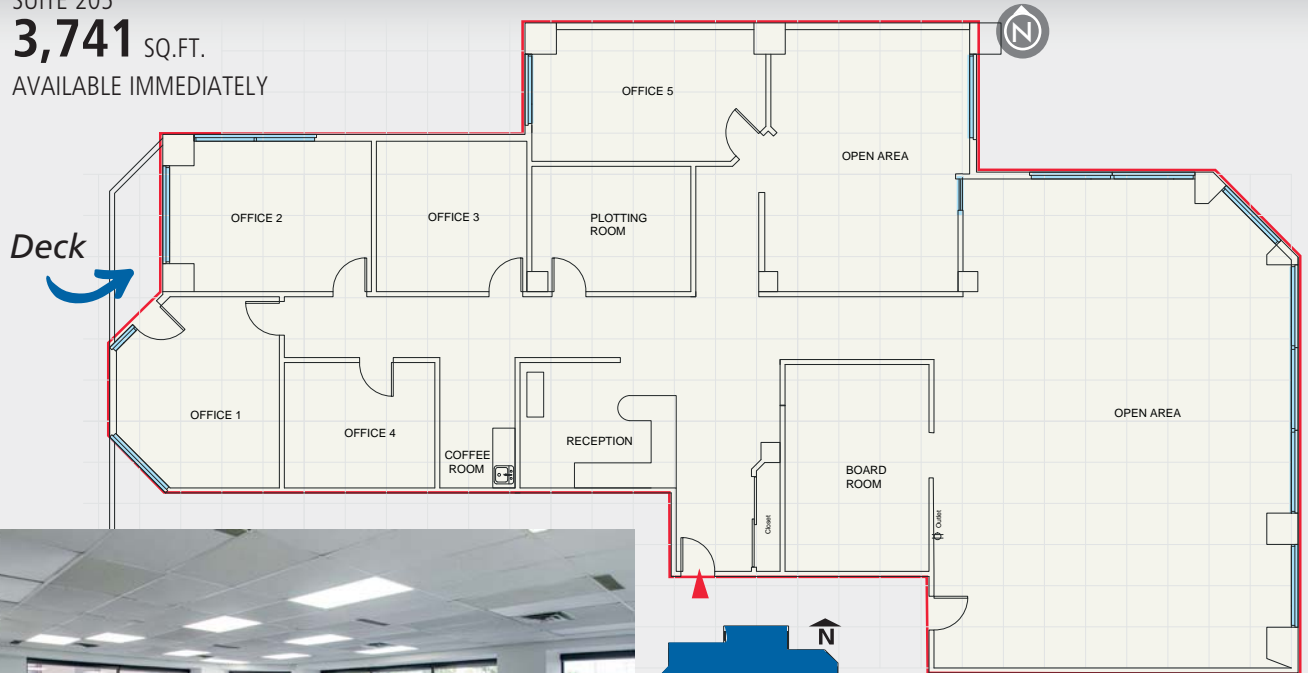 SUITE 205
3,741 SQ.FT.
AVAILABLE IMMEDIATELY
N
OFFICE 5
OPEN AREA
OFFICE 2
OFFICE 3
PLOTTING
ROOM
Deck
OFFICE 1
OFFICE 4
COFFEE
ROOM
RECEPTION
BOARD
ROOM
OPEN AREA
Closet
Outlet
N